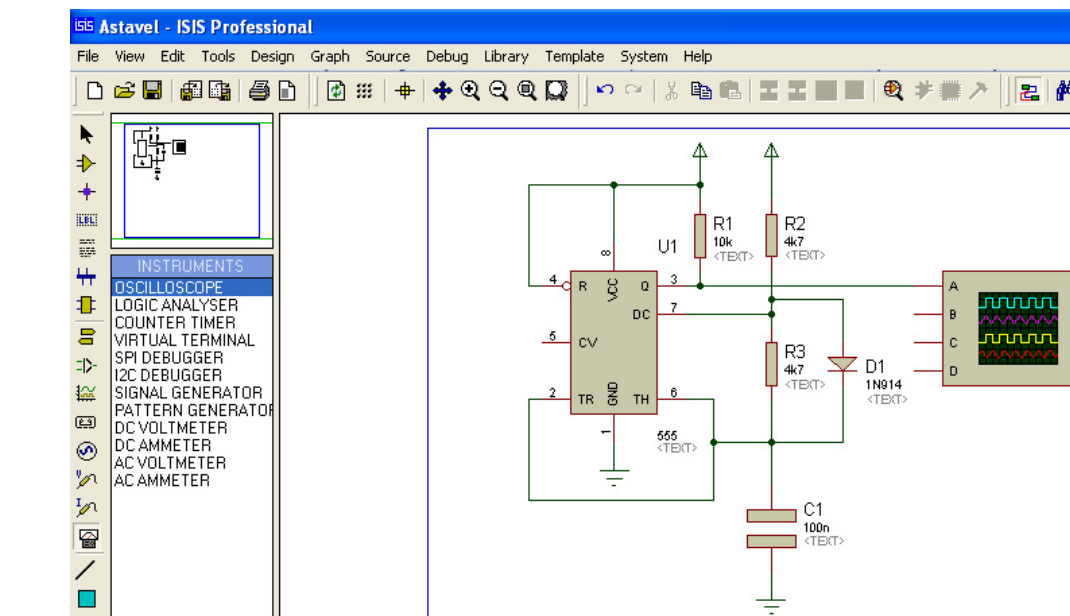 ISIS Astavel - ISIS Professional
File View Edit Tools Design Graph Source Debug Library Template System Help
LBL
INSTRUMENTS
OSCILLOSCOPE
LOGIC ANALYSER
COUNTER TIMER
VIRTUAL TERMINAL
SPI DEBUGGER
I2C DEBUGGER
SIGNAL GENERATOR
PATTERN GENERATOR
DC VOLTMETER
DC AMMETER
AC VOLTMETER
AC AMMETER
R1
10k
<TEXT>
R2
4k7
<TEXT>
U1
8
4 R VCC Q 3
DC 7
5 CV
2 TR GND TH 6
1
555
<TEXT>
R3
4k7
<TEXT>
D1
1N914
<TEXT>
A
B
C
D
C1
100n
<TEXT>